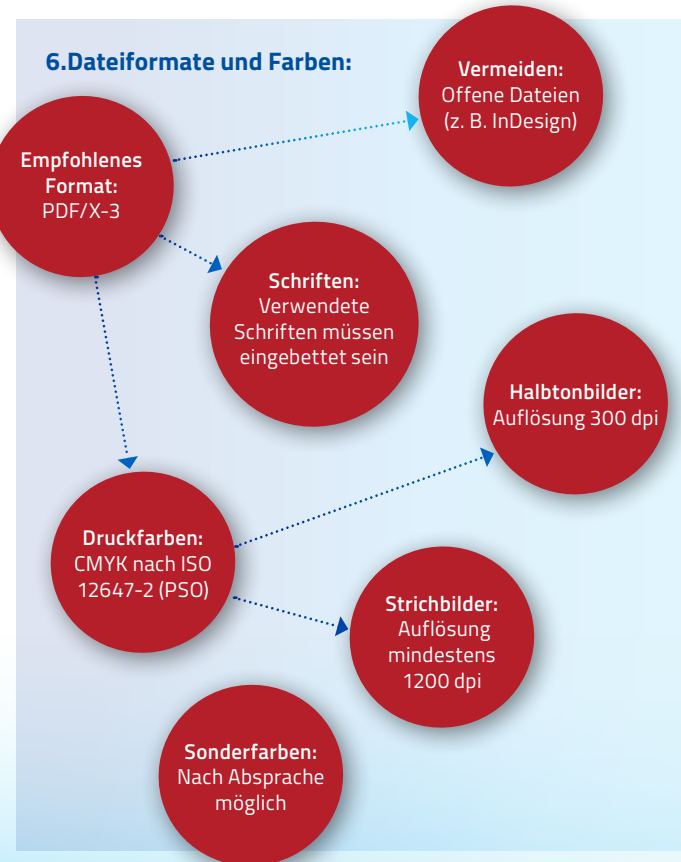 6.Dateiformate und Farben:
Vermeiden:
Offene Dateien
(z. B. InDesign)
Empfohlenes
Format:
PDF/X-3
Schriften:
Verwendete
Schriften müssen
eingebettet sein
Halbtonbilder:
Auflösung 300 dpi
Druckfarben:
CMYK nach ISO
12647-2 (PSO)
Strichbilder:
Auflösung
mindestens
1200 dpi
Sonderfarben:
Nach Absprache
möglich